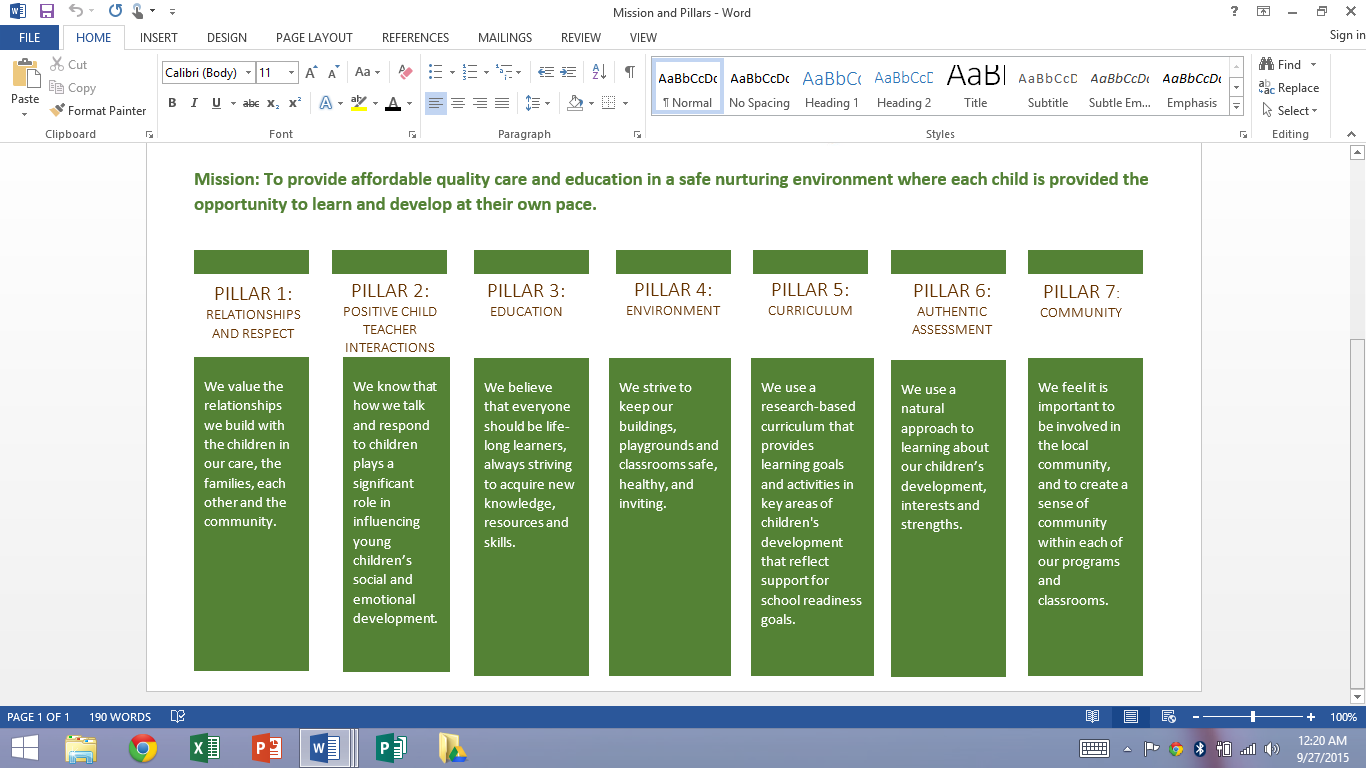 Mission and Pillars - Word
FILE HOME INSERT DESIGN PAGE LAYOUT REFERENCES MAILINGS REVIEW VIEW
Sign in
Paste
Cut
Copy
Format Painter
Clipboard
Calibri (Body) 11
Font
Paragraph
AaBbCcDc AaBbCcDc AaBbCc AaBbCcD AaB AaBbCcD AaBbCcDc AaBbCcDc
¶ Normal No Spacing Heading 1 Heading 2 Title Subtitle Subtle Em... Emphasis
Styles
Find
Replace
Select
Editing
Mission: To provide affordable quality care and education in a safe nurturing environment where each child is provided the
opportunity to learn and develop at their own pace.
PILLAR 1:
RELATIONSHIPS
AND RESPECT
We value the
relationships
we build with
the children in
our care, the
families, each
other and the
community.
PILLAR 2:
POSITIVE CHILD
TEACHER
INTERACTIONS
We know that
how we talk
and respond
to children
plays a
significant
role in
influencing
young
children’s
social and
emotional
development.
PILLAR 3:
EDUCATION
We believe
that everyone
should be life-
long learners,
always striving
to acquire new
knowledge,
resources and
skills.
PILLAR 4:
ENVIRONMENT
We strive to
keep our
buildings,
playgrounds and
classrooms safe,
healthy, and
inviting.
PILLAR 5:
CURRICULUM
We use a
research-based
curriculum that
provides
learning goals
and activities in
key areas of
children's
development
that reflect
support for
school readiness
goals.
PILLAR 6:
AUTHENTIC
ASSESSMENT
We use a
natural
approach to
learning about
our children’s
development,
interests and
strengths.
PILLAR 7:
COMMUNITY
We feel it is
important to
be involved in
the local
community,
and to create a
sense of
community
within each of
our programs
and
classrooms.
PAGE 1 OF 1 190 WORDS
100%
12:20 AM
9/27/2015